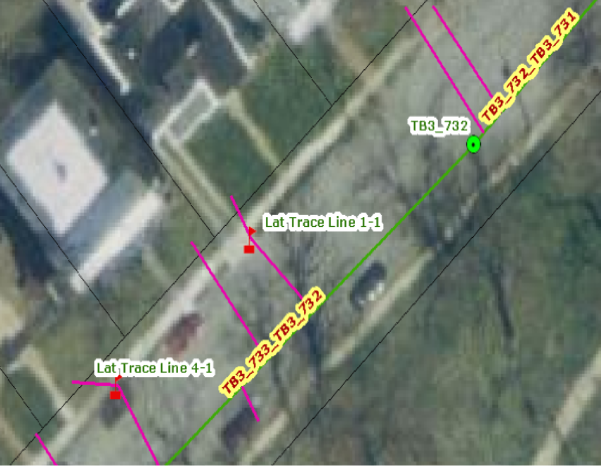 TB3_732_TB3_731
TB3_732
Lat Trace Line 1-1
TB3_733_TB3_732
Lat Trace Line 4-1